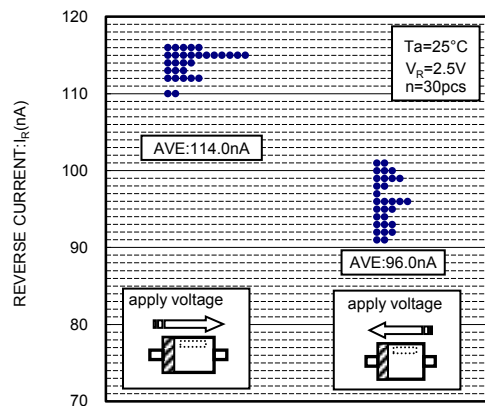 120
110
100
90
80
70
REVERSE CURRENT:I_R(nA)
Ta=25°C
V_R=2.5V
n=30pcs
AVE:114.0nA
AVE:96.0nA
apply voltage
apply voltage